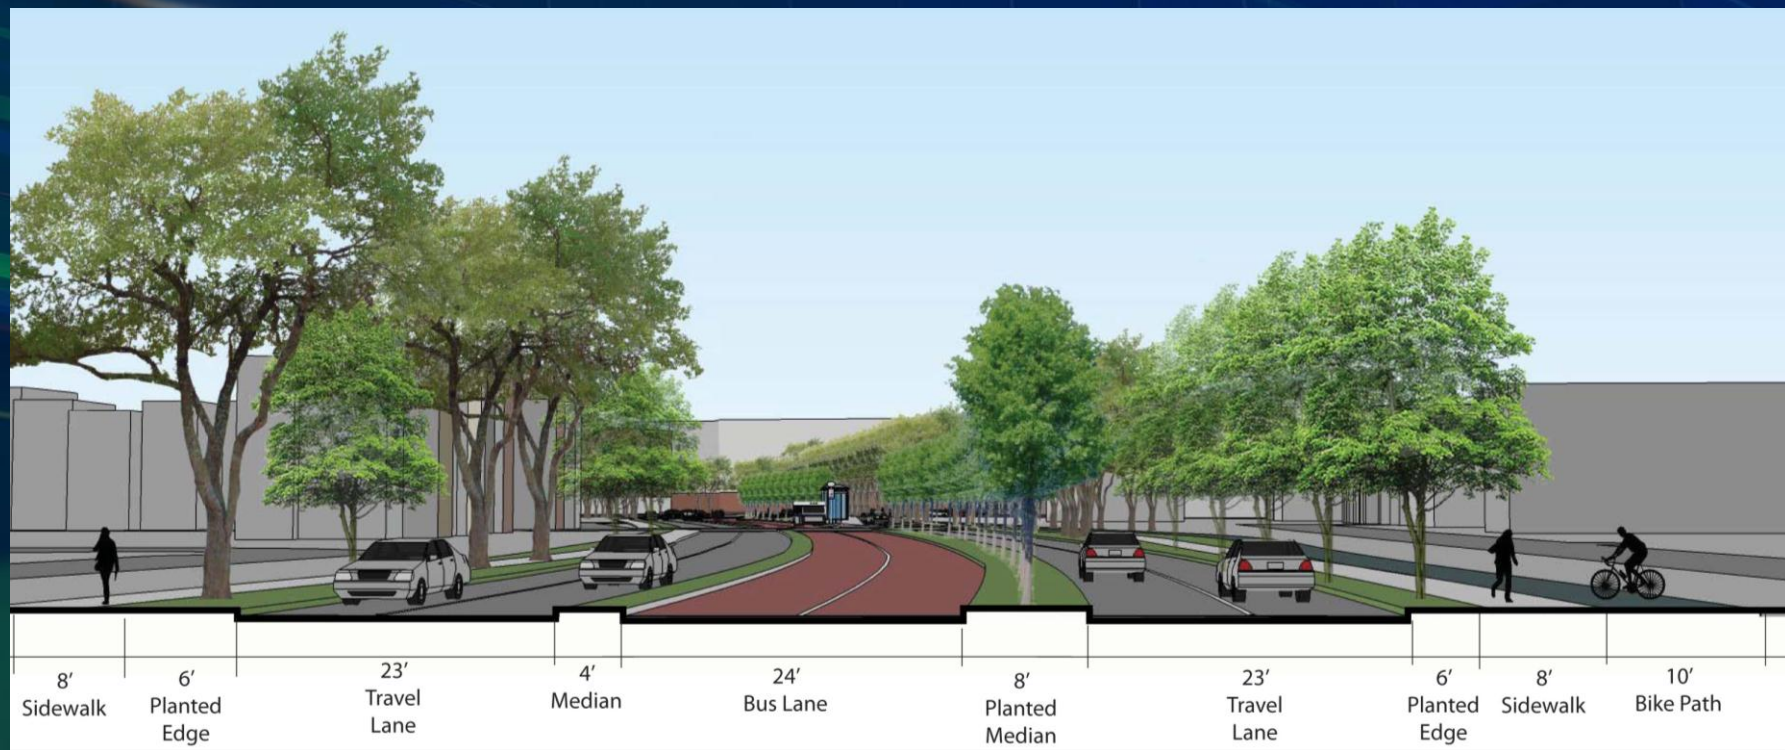 8’
Sidewalk
6’
Planted
Edge
23’
Travel
Lane
4’
Median
24’
Bus Lane
8’
Planted
Median
23’
Travel
Lane
6’
Planted
Edge
8’
Sidewalk
10’
Bike Path